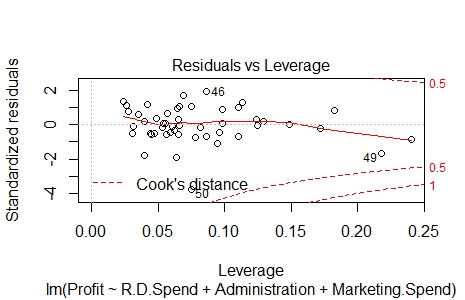 Residuals vs Leverage
Standardized residuals
2
0
-2
-4
46
49
50
0.5
0.5
1
Cook's distance
0.00 0.05 0.10 0.15 0.20 0.25
Leverage
lm(Profit ~ R.D.Spend + Administration + Marketing.Spend)